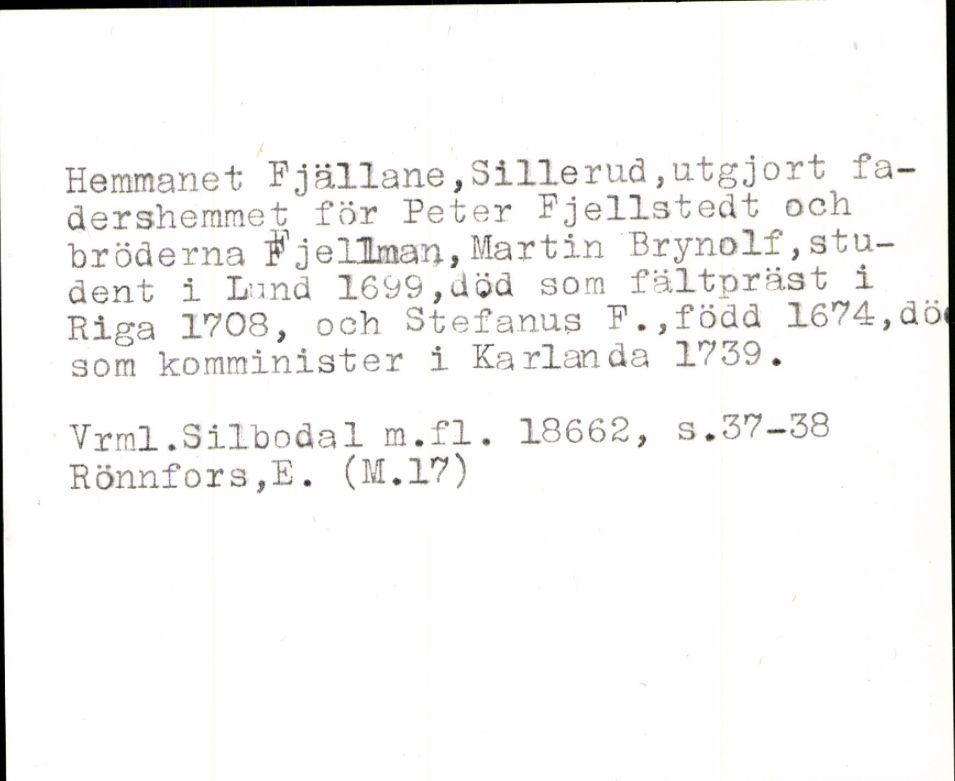 Hemmanet Fjällane,Sillerud,utgjort fa-
dershemmet för Peter Fjellstedt och
bröderna Fjellman,Martin Brynolf,stu-
dent i Lund 1699,död som fältpräst i
Riga 1708, och Stefanus F.,född 1674,dö
som komminister i Karlanda 1739.

Vrml.Silbodal m.fl. 18662, s.37-38
Rönnfors,E. (M.17)